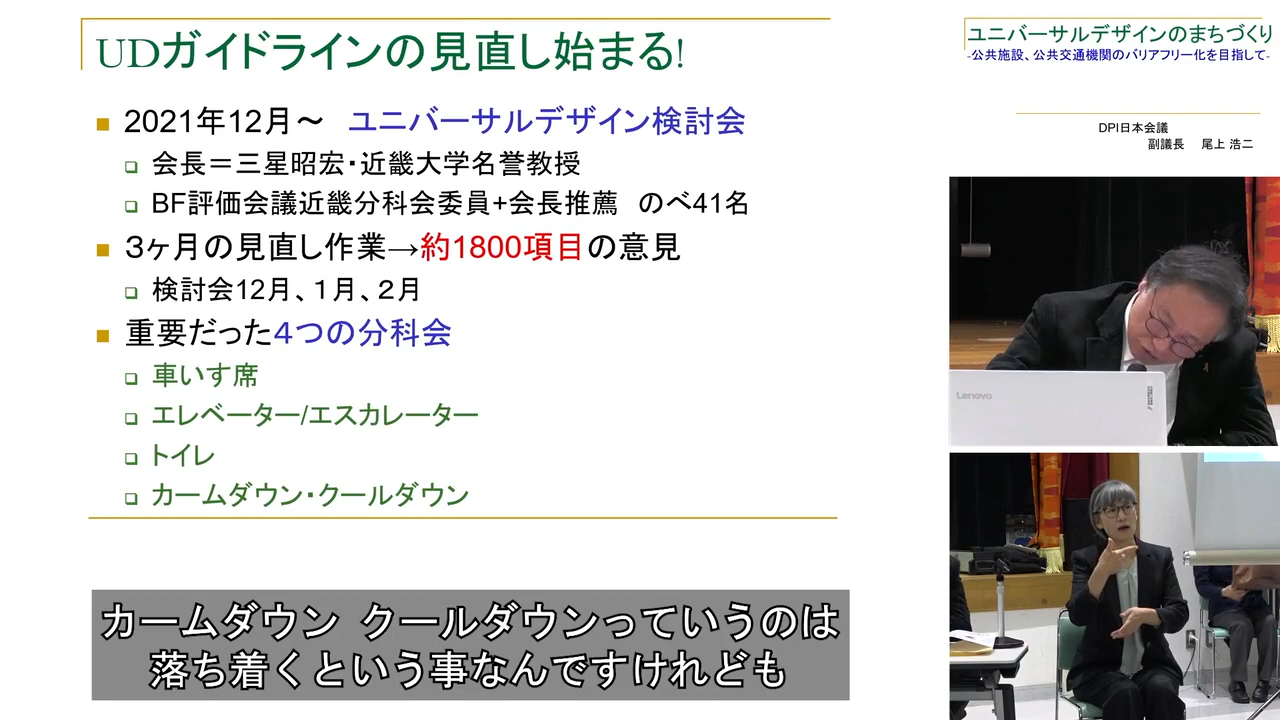 UDガイドラインの見直し始まる!
2021年12月～　ユニバーサルデザイン検討会
会長＝三星昭宏・近畿大学名誉教授
BF評価会議近畿分科会委員+会長推薦　のべ41名
３ヶ月の見直し作業→約1800項目の意見
検討会12月、１月、２月
重要だった４つの分科会
車いす席
エレベーター/エスカレーター
トイレ
カームダウン・クールダウン
カームダウン　クールダウンっていうのは
落ち着くという事なんですけれども
ユニバーサルデザインのまちづくり
-公共施設、公共交通機関のバリアフリー化を目指して-
DPI日本会議
副議長　尾上 浩二
Lenovo